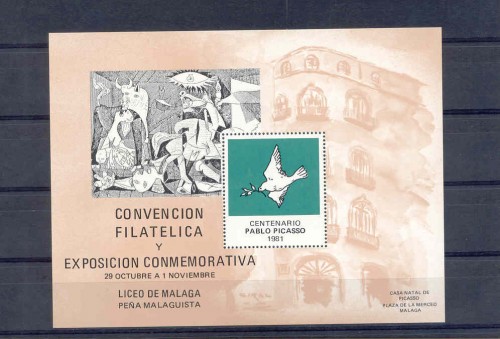 CENTENARIO
PABLO PICASSO
1981
CONVENCION
FILATELICA
Y
EXPOSICION CONMEMORATIVA
29 OCTUBRE A 1 NOVIEMBRE
LICEO DE MALAGA
PEÑA MALAGUISTA
CASA NATAL DE
PICASSO
PLAZA DE LA MERCED
MALAGA